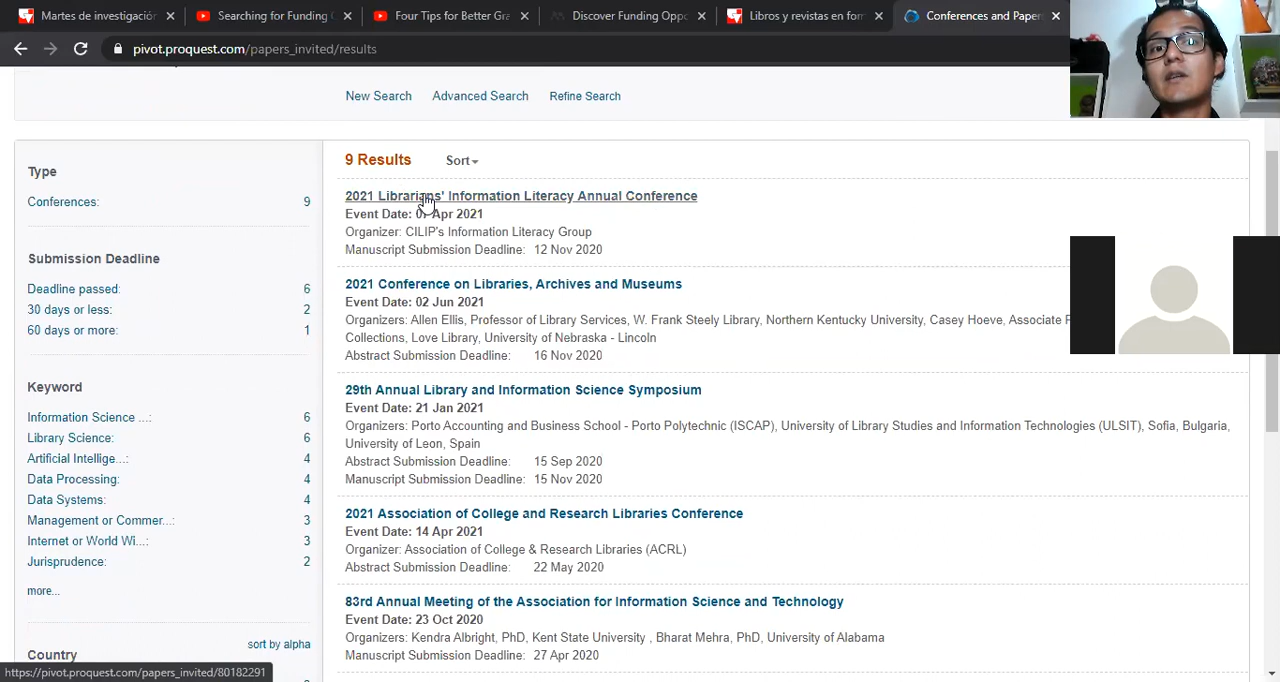 Martes de investigación
Searching for Funding
Four Tips for Better Gra
Discover Funding Oppo
Libros y revistas en for
Conferences and Paper
pivot.proquest.com/papers_invited/results
New Search
Advanced Search
Refine Search
Type
Conferences: 9
Submission Deadline
Deadline passed: 6
30 days or less: 2
60 days or more: 1
Keyword
Information Science ...: 6
Library Science: 6
Artificial Intellige...: 4
Data Processing: 4
Data Systems: 4
Management or Commer...: 3
Internet or World Wi...: 3
Jurisprudence: 2
more...
sort by alpha
Country
9 Results
Sort
2021 Librarians' Information Literacy Annual Conference
Event Date: Apr 2021
Organizer: CILIP's Information Literacy Group
Manuscript Submission Deadline: 12 Nov 2020
2021 Conference on Libraries, Archives and Museums
Event Date: 02 Jun 2021
Organizers: Allen Ellis, Professor of Library Services, W. Frank Steely Library, Northern Kentucky University, Casey Hoeve, Associate
Collections, Love Library, University of Nebraska - Lincoln
Abstract Submission Deadline: 16 Nov 2020
29th Annual Library and Information Science Symposium
Event Date: 21 Jan 2021
Organizers: Porto Accounting and Business School - Porto Polytechnic (ISCAP), University of Library Studies and Information Technologies (ULSIT), Sofia, Bulgaria,
University of Leon, Spain
Abstract Submission Deadline: 15 Sep 2020
Manuscript Submission Deadline: 15 Nov 2020
2021 Association of College and Research Libraries Conference
Event Date: 14 Apr 2021
Organizer: Association of College & Research Libraries (ACRL)
Abstract Submission Deadline: 22 May 2020
83rd Annual Meeting of the Association for Information Science and Technology
Event Date: 23 Oct 2020
Organizers: Kendra Albright, PhD, Kent State University , Bharat Mehra, PhD, University of Alabama
Manuscript Submission Deadline: 27 Apr 2020
https://pivot.proquest.com/papers_invited/80182291